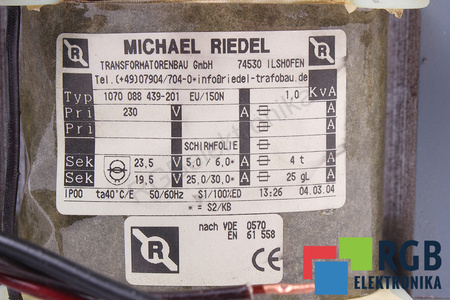 R MICHAEL RIEDEL R
TRANSFORMATORENBAU GmbH 74530 ILSHOFEN
Tel.(+49)07904/704-0*info@riedel-trafobau.de
Typ 1070 088 439-201 EU/150N 1,0 KVA
Pri 230 V A
Pri V A
SCHIRMFOLIE
Sek 23,5 V 5,0/ 6,0* A 4 t
Sek 19,5 V 25,0/30,0* A 25 gL
IP00 ta40°C/E 50/60Hz S1/100%ED 13:26 04.03.04
* = S2/KB
R nach VDE 0570
EN 61 558
CE
RGB
ELEKTRONIKA